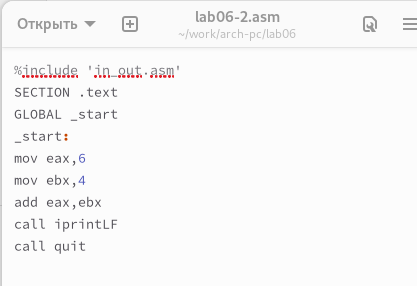 Открыть
lab06-2.asm
~/work/arch-pc/lab06
%include 'in_out.asm'
SECTION .text
GLOBAL _start
_start:
mov eax,6
mov ebx,4
add eax,ebx
call iprintLF
call quit